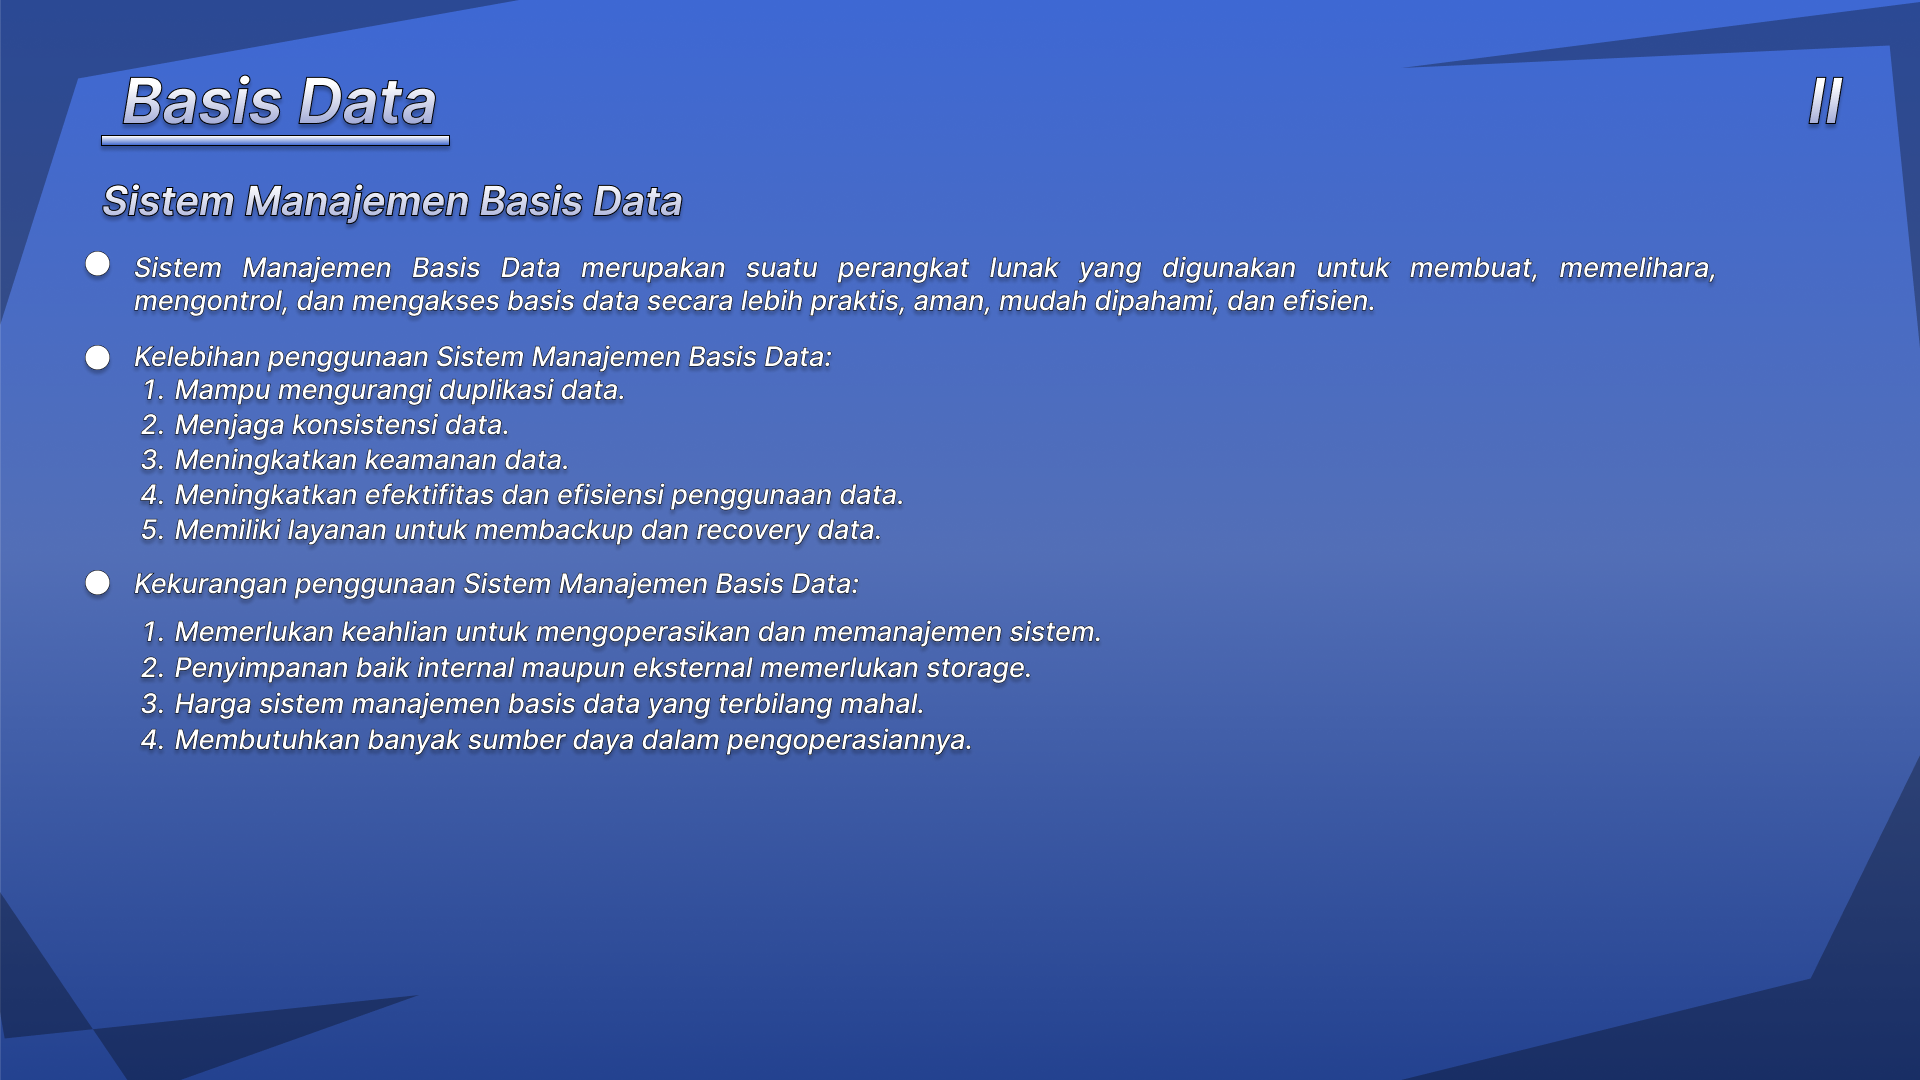 Basis Data
II
Sistem Manajemen Basis Data
Sistem Manajemen Basis Data merupakan suatu perangkat lunak yang digunakan untuk membuat, memelihara,
mengontrol, dan mengakses basis data secara lebih praktis, aman, mudah dipahami, dan efisien.
Kelebihan penggunaan Sistem Manajemen Basis Data:
1. Mampu mengurangi duplikasi data.
2. Menjaga konsistensi data.
3. Meningkatkan keamanan data.
4. Meningkatkan efektifitas dan efisiensi penggunaan data.
5. Memiliki layanan untuk membackup dan recovery data.
Kekurangan penggunaan Sistem Manajemen Basis Data:
1. Memerlukan keahlian untuk mengoperasikan dan memanajemen sistem.
2. Penyimpanan baik internal maupun eksternal memerlukan storage.
3. Harga sistem manajemen basis data yang terbilang mahal.
4. Membutuhkan banyak sumber daya dalam pengoperasiannya.